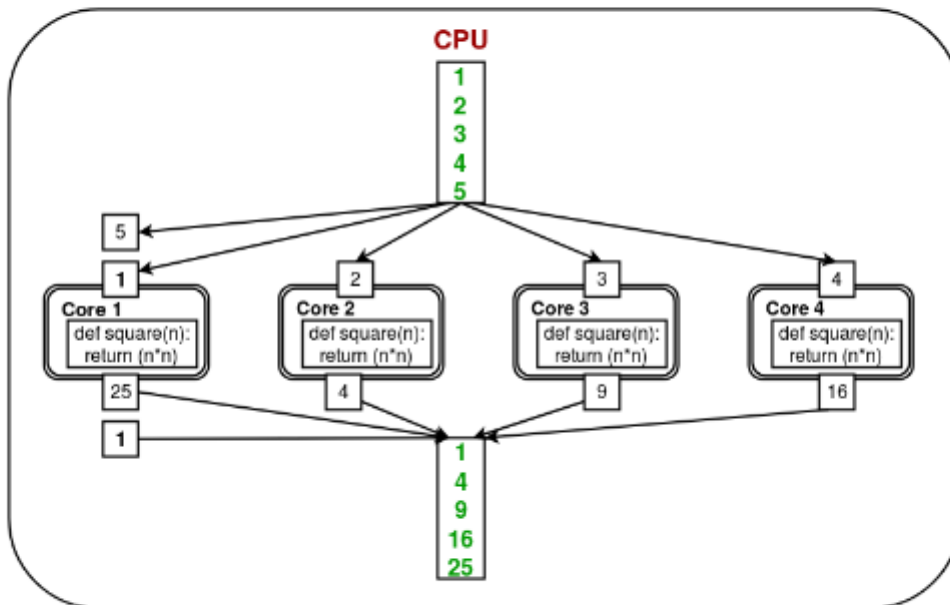 CPU
1
2
3
4
5
5
1
2
3
4
Core 1
def square(n):
return (n*n)
Core 2
def square(n):
return (n*n)
Core 3
def square(n):
return (n*n)
Core 4
def square(n):
return (n*n)
25
4
9
16
1
1
4
9
16
25